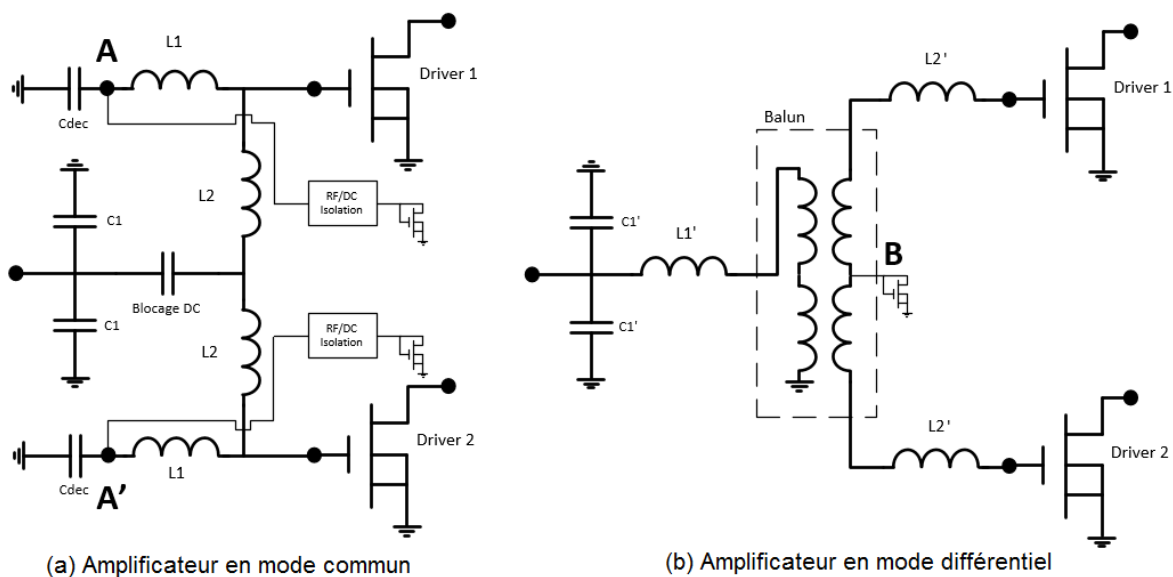 A
L1
Cdec
Driver 1
L2
RF/DC
Isolation
C1
Blocage DC
C1
L2
RF/DC
Isolation
Driver 2
Cdec
L1
A'
(a) Amplificateur en mode commun
L2'
Driver 1
Balun
C1'
L1'
B
C1'
L2'
Driver 2
(b) Amplificateur en mode différentiel